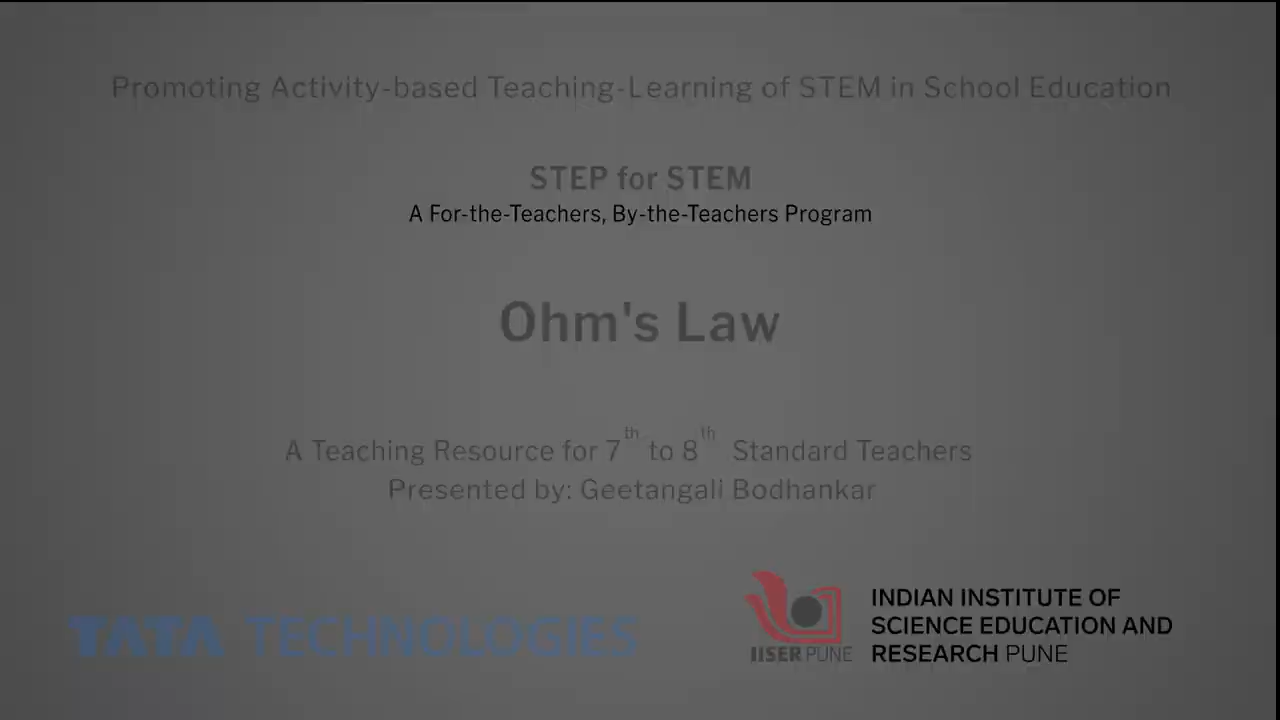 Promoting Activity-based Teaching-Learning of STEM in School Education
STEP for STEM
A For-the-Teachers, By-the-Teachers Program
Ohm's Law
A Teaching Resource for 7th to 8th Standard Teachers
Presented by: Geetangali Bodhankar
TATA TECHNOLOGIES
IISER PUNE
INDIAN INSTITUTE OF
SCIENCE EDUCATION AND
RESEARCH PUNE